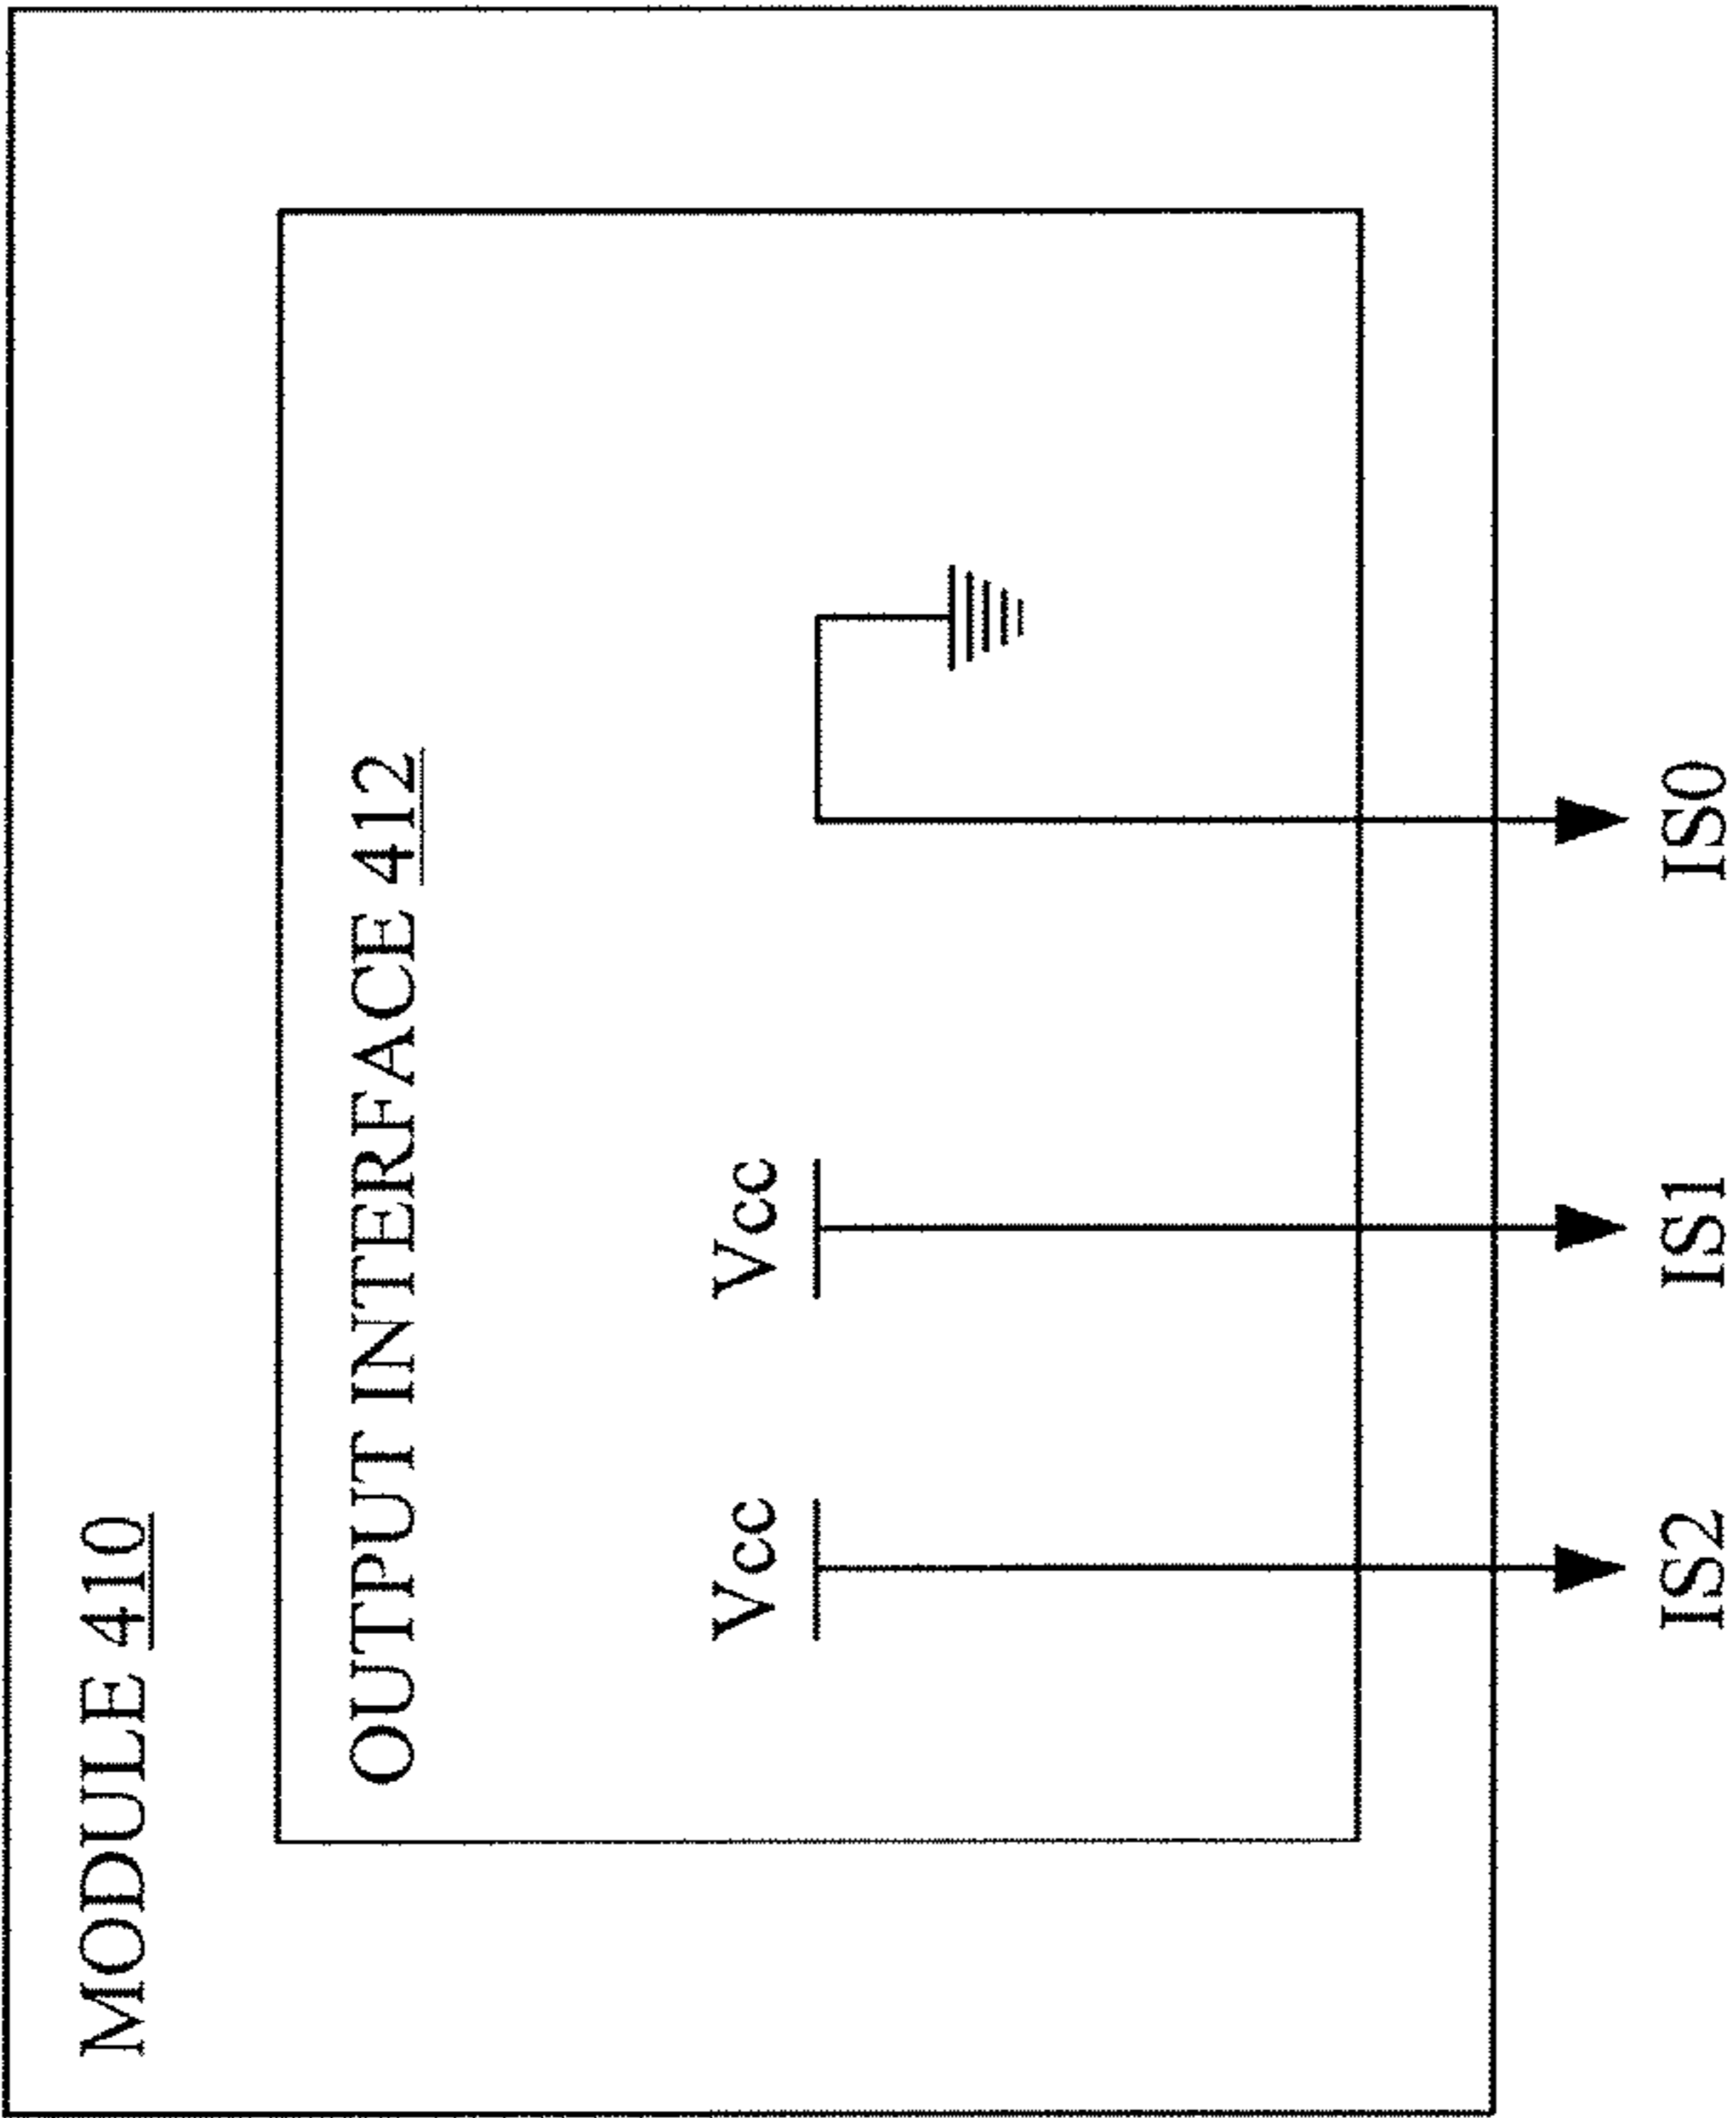 MODULE 410
OUTPUT INTERFACE 412
Vcc
Vcc
IS2
IS1
IS0